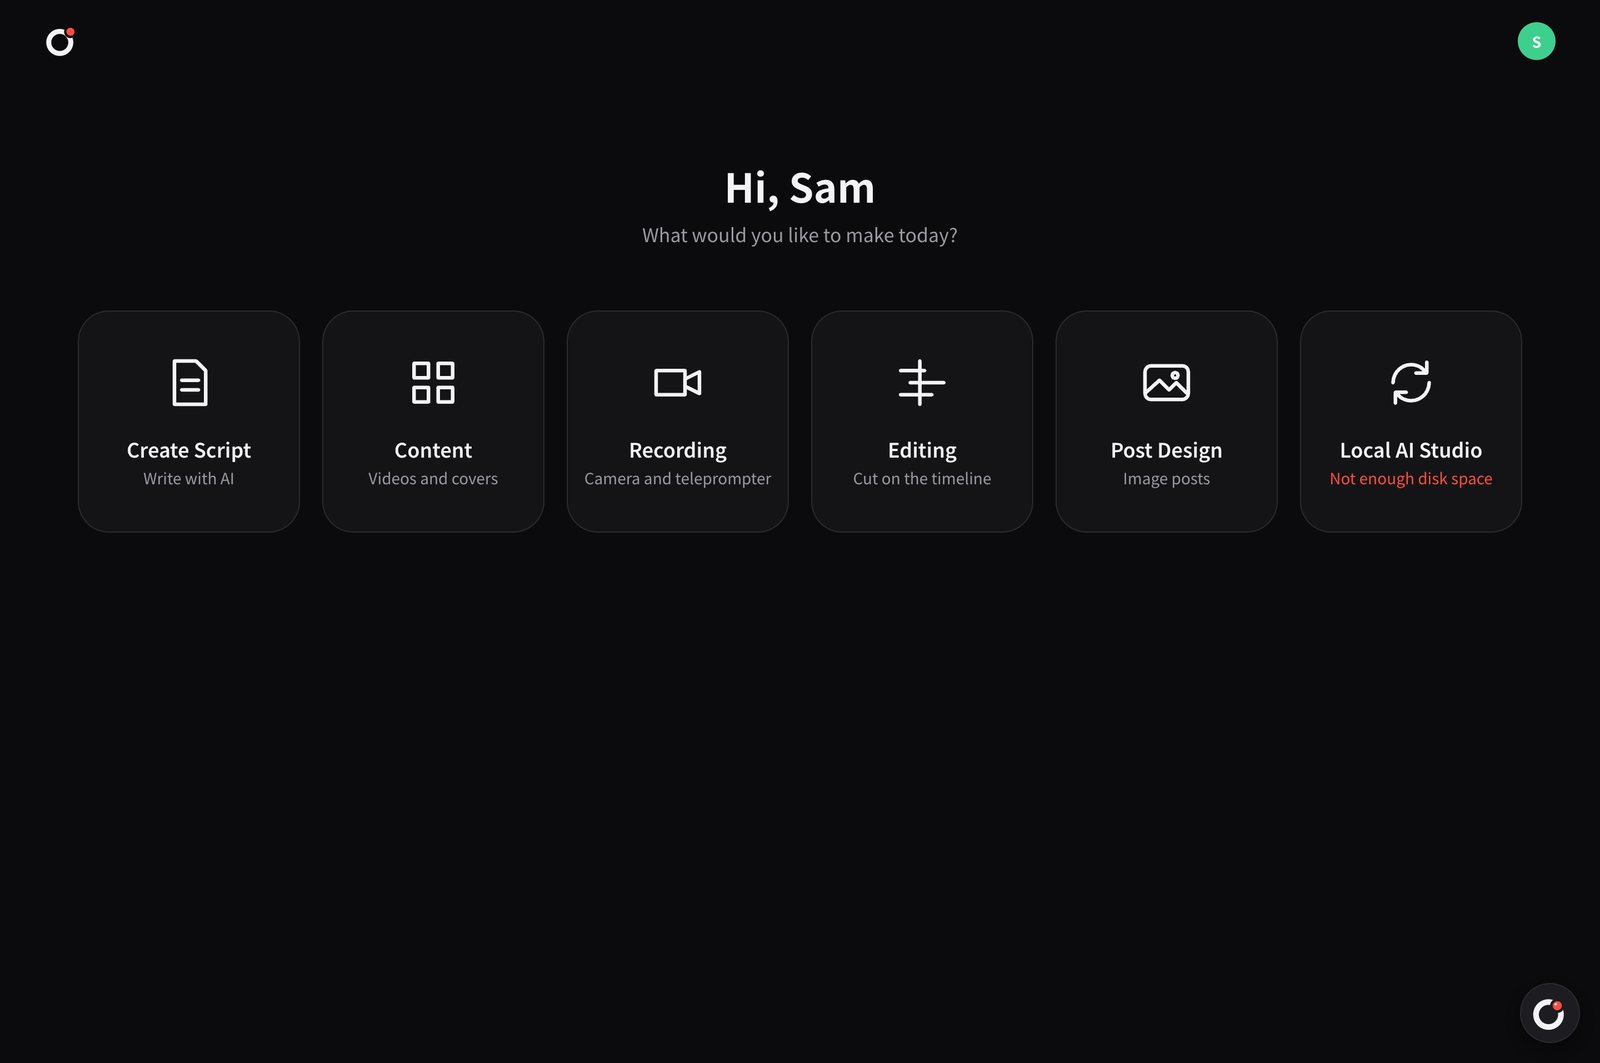 S
Hi, Sam
What would you like to make today?
Create Script
Write with AI
Content
Videos and covers
Recording
Camera and teleprompter
Editing
Cut on the timeline
Post Design
Image posts
Local AI Studio
Not enough disk space